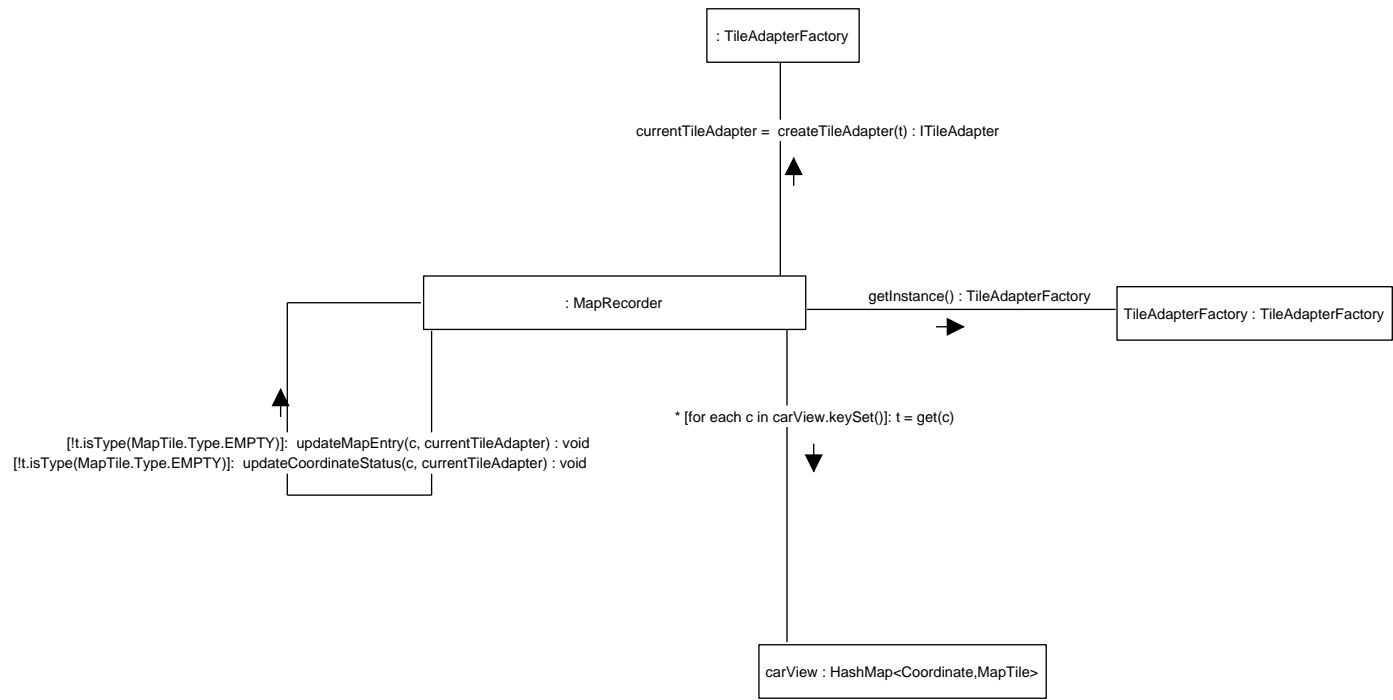 : TileAdapterFactory
currentTileAdapter =  createTileAdapter(t) : ITileAdapter
: MapRecorder
getInstance() : TileAdapterFactory
TileAdapterFactory : TileAdapterFactory
* [for each c in carView.keySet()]: t = get(c)
[!t.isType(MapTile.Type.EMPTY)]:  updateMapEntry(c, currentTileAdapter) : void
[!t.isType(MapTile.Type.EMPTY)]:  updateCoordinateStatus(c, currentTileAdapter) : void
carView : HashMap<Coordinate,MapTile>